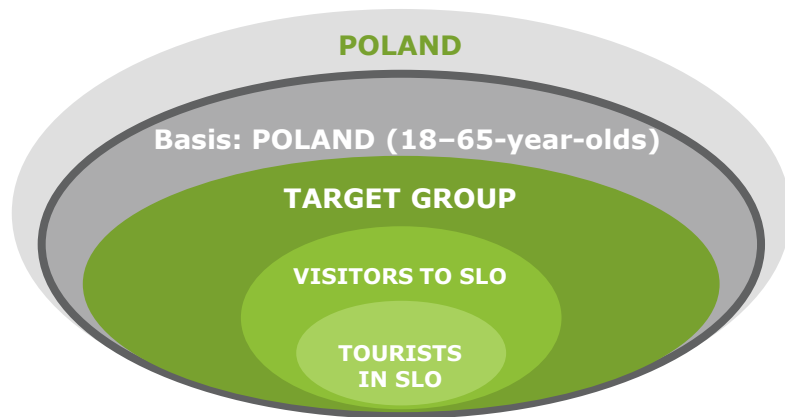 POLAND
Basis: POLAND (18–65-year-olds)
TARGET GROUP
VISITORS TO SLO
TOURISTS
IN SLO